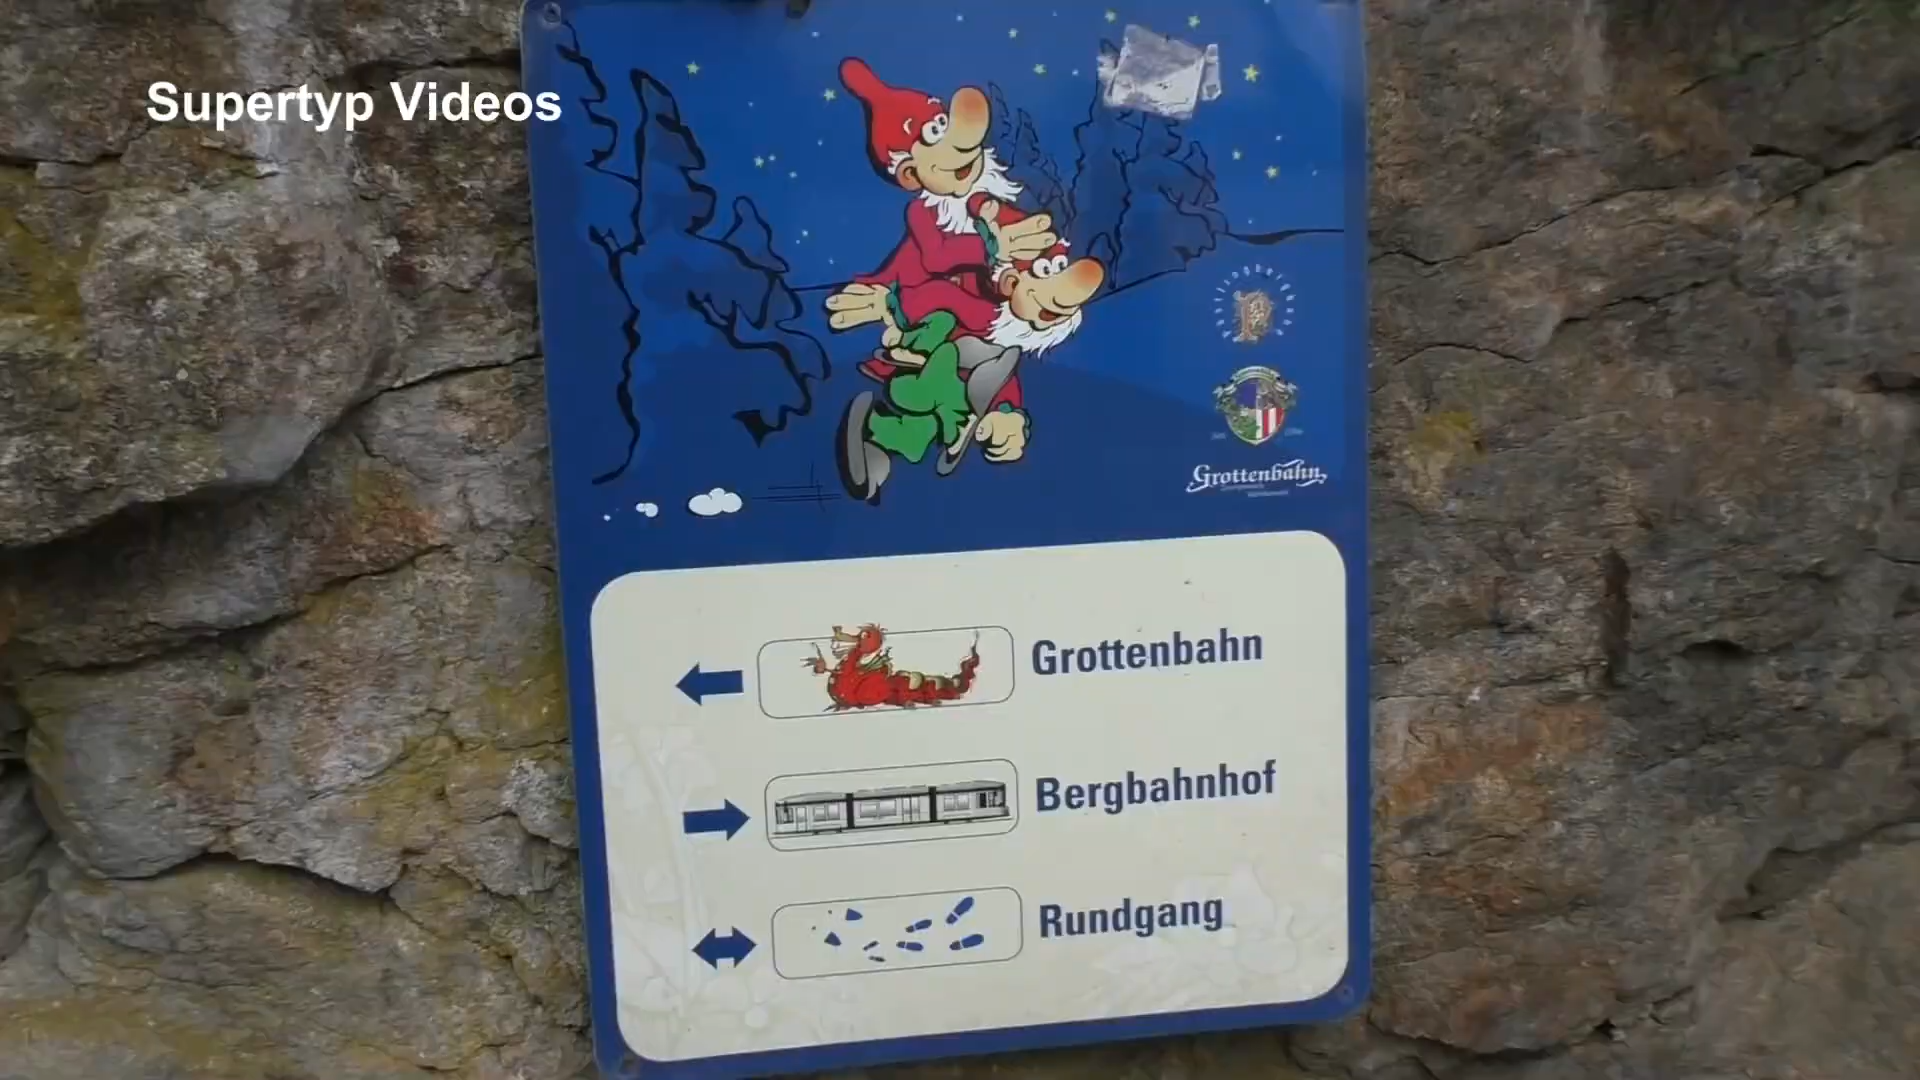 Supertyp Videos
Grottenbahn
Grottenbahn
Bergbahnhof
Rundgang